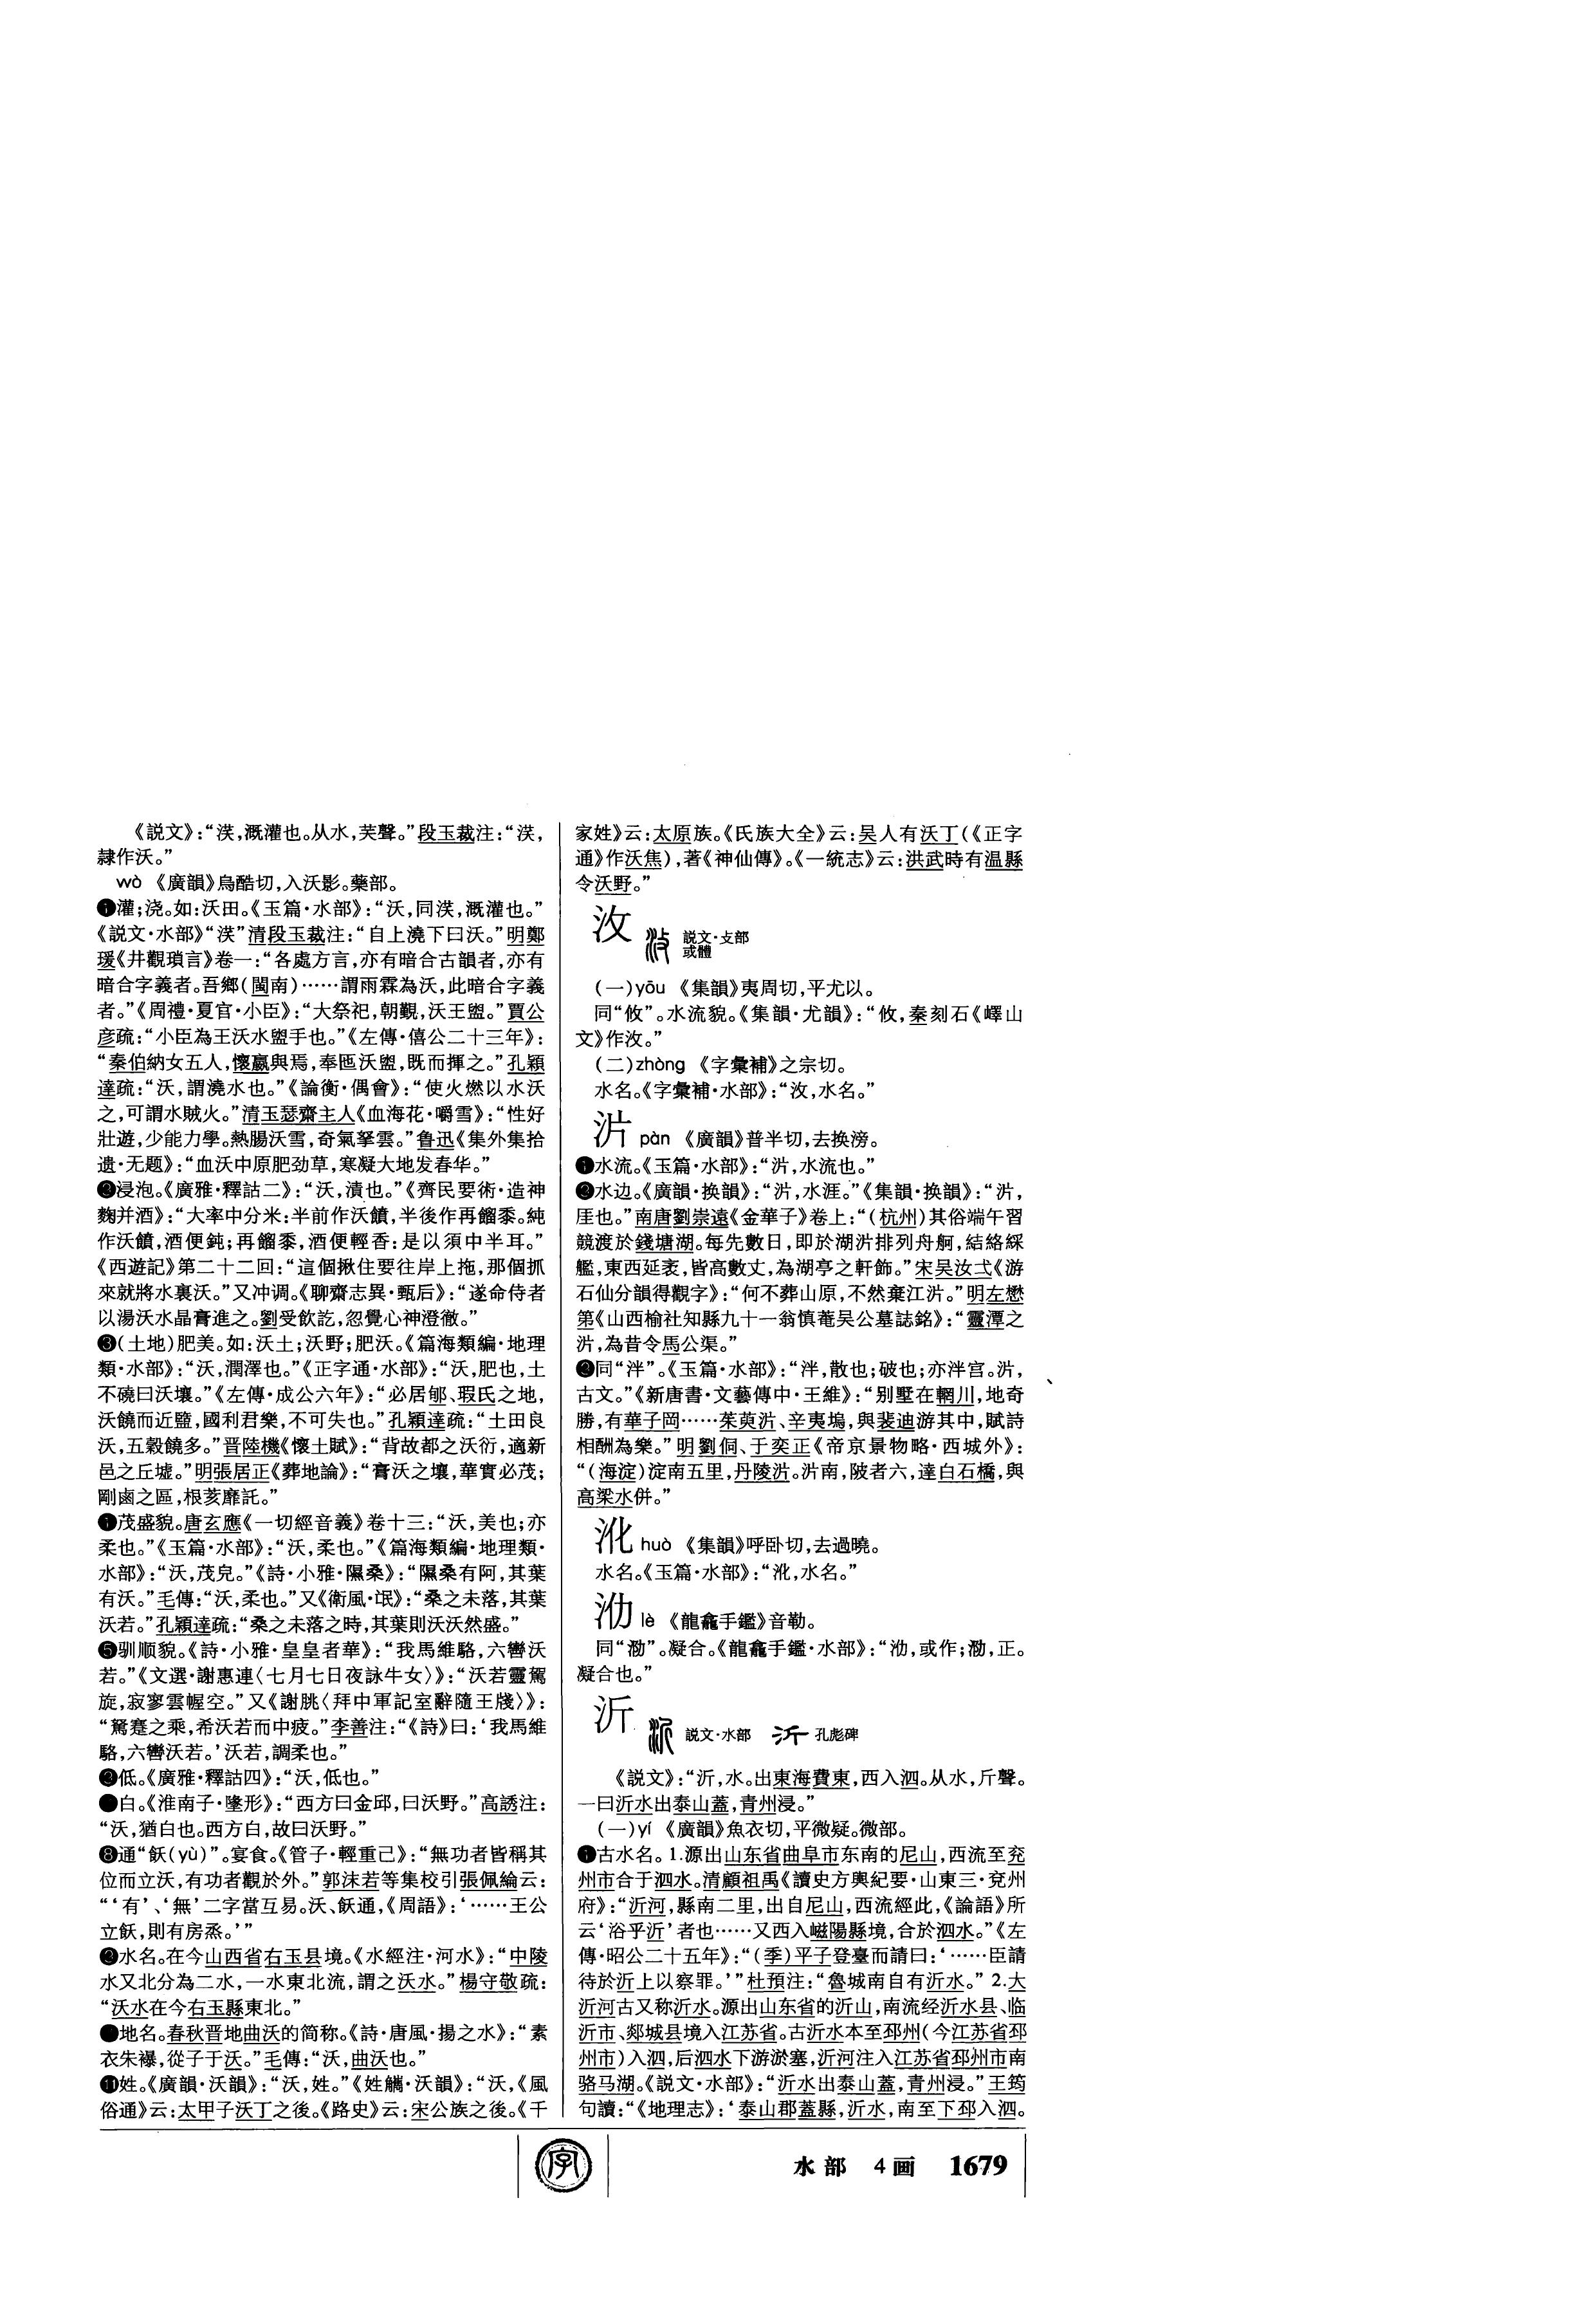 《説文》：“渶，溉灌也。从水，芙聲。”段玉裁注：“渶，
隷作沃。”
wò 《廣韻》烏酷切，入沃影。藥部。
❶灌；浇。如：沃田。《玉篇·水部》：“沃，同渶，溉灌也。”
《説文·水部》“渶”清段玉裁注：“自上澆下曰沃。”明鄭
瑗《井觀瑣言》卷一：“各處方言，亦有暗合古韻者，亦有
暗合字義者。吾鄉（閩南）……謂雨霖為沃，此暗合字義
者。”《周禮·夏官·小臣》：“大祭祀，朝覲，沃王盥。”賈公
彦疏：“小臣為王沃水盥手也。”《左傳·僖公二十三年》：
“秦伯納女五人，懷嬴與焉，奉匜沃盥，既而揮之。”孔穎
達疏：“沃，謂澆水也。”《論衡·偶會》：“使火燃以水沃
之，可謂水賊火。”清玉瑟齋主人《血海花·嚼雪》：“性好
壯遊，少能力學。熱腸沃雪，奇氣拏雲。”鲁迅《集外集拾
遗·无题》：“血沃中原肥劲草，寒凝大地发春华。”
❷浸泡。《廣雅·釋詁二》：“沃，漬也。”《齊民要術·造神
麴并酒》：“大率中分米：半前作沃饙，半後作再餾黍。純
作沃饙，酒便鈍；再餾黍，酒便輕香：是以須中半耳。”
《西遊記》第二十二回：“這個揪住要往岸上拖，那個抓
來就將水裏沃。”又冲调。《聊齋志異·甄后》：“遂命侍者
以湯沃水晶膏進之。劉受飲訖，忽覺心神澄徹。”
❸（土地）肥美。如：沃土；沃野；肥沃。《篇海類編·地理
類·水部》：“沃，潤澤也。”《正字通·水部》：“沃，肥也，土
不磽曰沃壤。”《左傳·成公六年》：“必居郇、瑕氏之地，
沃饒而近盬，國利君樂，不可失也。”孔穎達疏：“土田良
沃，五穀饒多。”晋陸機《懷土賦》：“背故都之沃衍，適新
邑之丘墟。”明張居正《葬地論》：“膏沃之壤，華實必茂；
剛鹵之區，根荄靡託。”
茂盛貌。唐玄應《一切經音義》卷十三：“沃，美也；亦
柔也。”《玉篇·水部》：“沃，柔也。”《篇海類編·地理類·
水部》：“沃，茂皃。”《詩·小雅·隰桑》：“隰桑有阿，其葉
有沃。”毛傳：“沃，柔也。”又《衛風·氓》：“桑之未落，其葉
沃若。”孔穎達疏：“桑之未落之時，其葉則沃沃然盛。”
❺驯顺貌。《詩·小雅·皇皇者華》：“我馬維駱，六轡沃
若。”《文選·謝惠連〈七月七日夜詠牛女〉》：“沃若靈駕
旋，寂寥雲幄空。”又《謝朓〈拜中軍記室辭隨王牋〉》：
“駑蹇之乘，希沃若而中疲。”李善注：“《詩》曰：‘我馬維
駱，六轡沃若。’沃若，調柔也。”
低。《廣雅·釋詁四》：“沃，低也。”
白。《淮南子·墬形》：“西方曰金邱，曰沃野。”高誘注：
“沃，猶白也。西方白，故曰沃野。”
❽通“飫（yù）”。宴食。《管子·輕重己》：“無功者皆稱其
位而立沃，有功者觀於外。”郭沫若等集校引張佩綸云：
“‘有’、‘無’二字當互易。沃、飫通，《周語》：‘……王公
立飫，則有房烝。’”
水名。在今山西省右玉县境。《水經注·河水》：“中陵
水又北分為二水，一水東北流，謂之沃水。”楊守敬疏：
“沃水在今右玉縣東北。”
地名。春秋晋地曲沃的简称。《詩·唐風·揚之水》：“素
衣朱襮，從子于沃。”毛傳：“沃，曲沃也。”
⓫姓。《廣韻·沃韻》：“沃，姓。”《姓觿·沃韻》：“沃，《風
俗通》云：太甲子沃丁之後。《路史》云：宋公族之後。《千
家姓》云：太原族。《氏族大全》云：吴人有沃丁（《正字
通》作沃焦），著《神仙傳》。《一統志》云：洪武時有温縣
令沃野。”
汥 説文·攴部
或體
（一）yōu 《集韻》夷周切，平尤以。
同“攸”。水流貌。《集韻·尤韻》：“攸，秦刻石《嶧山
文》作汥。”
（二）zhòng 《字彙補》之宗切。
水名。《字彙補·水部》：“汥，水名。”
沜 pàn 《廣韻》普半切，去换滂。
❶水流。《玉篇·水部》：“沜，水流也。”
❷水边。《廣韻·换韻》：“沜，水涯。”《集韻·换韻》：“沜，
厓也。”南唐劉崇遠《金華子》卷上：“（杭州）其俗端午習
競渡於錢塘湖。每先數日，即於湖沜排列舟舸，結絡綵
艦，東西延袤，皆高數丈，為湖亭之軒飾。”宋吴汝弌《游
石仙分韻得觀字》：“何不葬山原，不然棄江沜。”明左懋
第《山西榆社知縣九十一翁慎菴吴公墓誌銘》：“靈潭之
沜，為昔令馬公渠。”
同“泮”。《玉篇·水部》：“泮，散也；破也；亦泮宫。沜，
古文。”《新唐書·文藝傳中·王維》：“别墅在輞川，地奇
勝，有華子岡……茱萸沜、辛夷塢，與裴迪游其中，賦詩
相酬為樂。”明劉侗、于奕正《帝京景物略·西城外》：
“（海淀）淀南五里，丹陵沜。沜南，陂者六，達白石橋，與
高梁水併。”
沎 huò 《集韻》呼卧切，去過曉。
水名。《玉篇·水部》：“沎，水名。”
氻 lè 《龍龕手鑑》音勒。
同“泐”。凝合。《龍龕手鑑·水部》：“氻，或作；泐，正。
凝合也。”
沂 説文·水部 沂 孔彪碑
《説文》：“沂，水。出東海費東，西入泗。从水，斤聲。
一曰沂水出泰山蓋，青州浸。”
（一）yí 《廣韻》魚衣切，平微疑。微部。
❶古水名。1.源出山东省曲阜市东南的尼山，西流至兖
州市合于泗水。清顧祖禹《讀史方輿紀要·山東三·兖州
府》：“沂河，縣南二里，出自尼山，西流經此，《論語》所
云‘浴乎沂’者也……又西入嵫陽縣境，合於泗水。”《左
傳·昭公二十五年》：“（季）平子登臺而請曰：‘……臣請
待於沂上以察罪。’”杜預注：“魯城南自有沂水。”2.大
沂河古又称沂水。源出山东省的沂山，南流经沂水县、临
沂市、郯城县境入江苏省。古沂水本至邳州（今江苏省邳
州市）入泗，后泗水下游淤塞，沂河注入江苏省邳州市南
骆马湖。《説文·水部》：“沂水出泰山蓋，青州浸。”王筠
句讀：“《地理志》：‘泰山郡蓋縣，沂水，南至下邳入泗。
字
水部 4画 1679